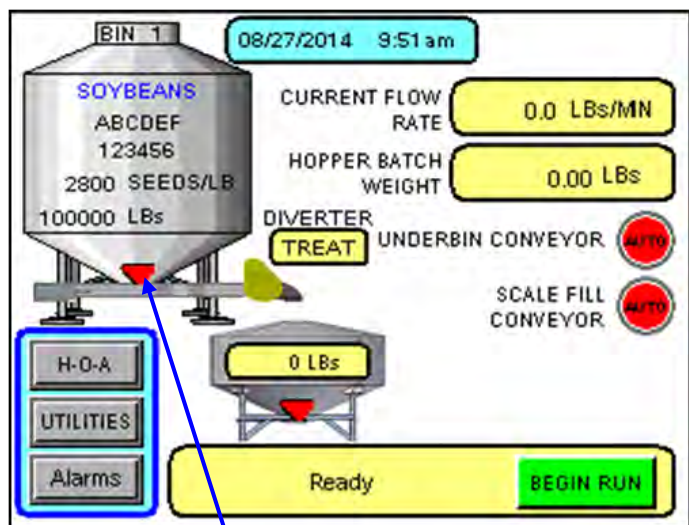 BIN 1
08/27/2014 9:51 am
SOYBEANS
ABCDEF
123456
2800 SEEDS/LB
100000 LBs
CURRENT FLOW
RATE
0.0 LBs/MN
HOPPER BATCH
WEIGHT
0.00 LBs
DIVERTER
TREAT
UNDERBIN CONVEYOR
AUTO
SCALE FILL
CONVEYOR
AUTO
0 LBs
H-O-A
UTILITIES
Alarms
Ready
BEGIN RUN